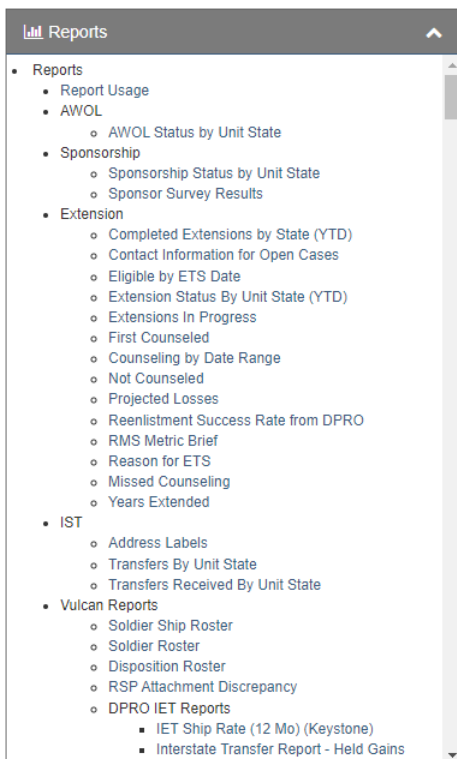 Reports
Reports
Report Usage
AWOL
AWOL Status by Unit State
Sponsorship
Sponsorship Status by Unit State
Sponsor Survey Results
Extension
Completed Extensions by State (YTD)
Contact Information for Open Cases
Eligible by ETS Date
Extension Status By Unit State (YTD)
Extensions In Progress
First Counseled
Counseling by Date Range
Not Counseled
Projected Losses
Reenlistment Success Rate from DPRO
RMS Metric Brief
Reason for ETS
Missed Counseling
Years Extended
IST
Address Labels
Transfers By Unit State
Transfers Received By Unit State
Vulcan Reports
Soldier Ship Roster
Soldier Roster
Disposition Roster
RSP Attachment Discrepancy
DPRO IET Reports
IET Ship Rate (12 Mo) (Keystone)
Interstate Transfer Report - Held Gains